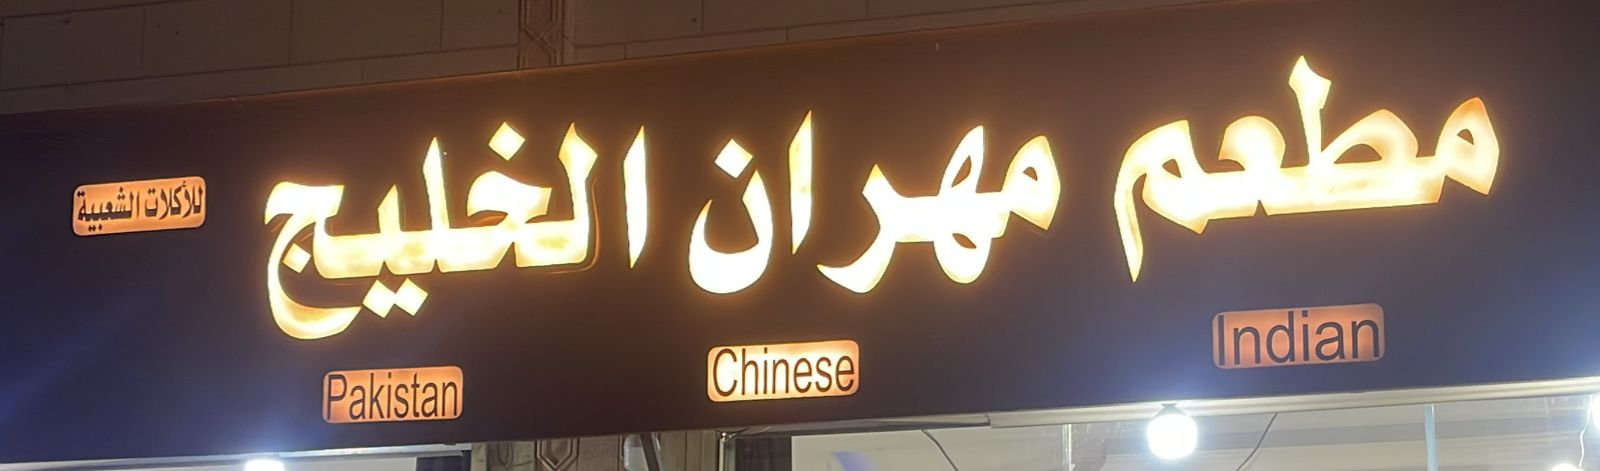 مطعم مهران الخليج
للأكلات الشعبية
Pakistan Chinese Indian